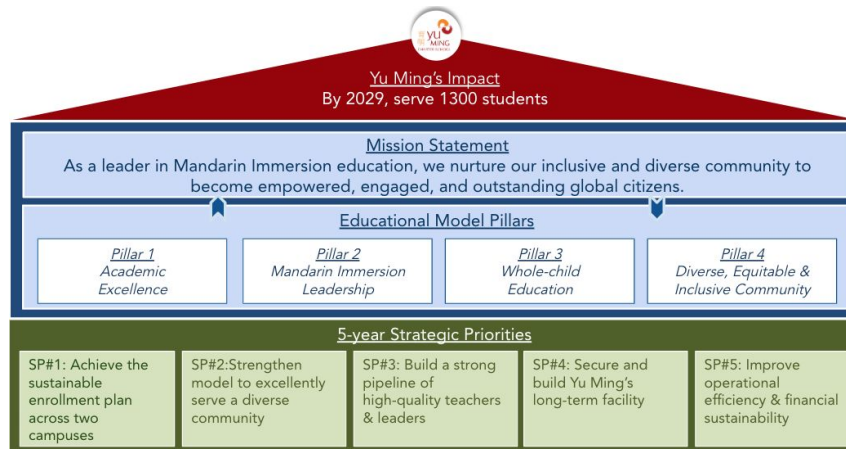 yu
MING
Yu Ming's Impact
By 2029, serve 1300 students
Mission Statement
As a leader in Mandarin Immersion education, we nurture our inclusive and diverse community to
become empowered, engaged, and outstanding global citizens.
Educational Model Pillars
Pillar 1
Academic
Excellence
Pillar 2
Mandarin Immersion
Leadership
Pillar 3
Whole-child
Education
Pillar 4
Diverse, Equitable &
Inclusive Community
5-year Strategic Priorities
SP#1: Achieve the
sustainable
enrollment plan
across two
campuses
SP#2:Strengthen
model to excellently
serve a diverse
community
SP#3: Build a strong
pipeline of
high-quality teachers
& leaders
SP#4: Secure and
build Yu Ming's
long-term facility
SP#5: Improve
operational
efficiency & financial
sustainability